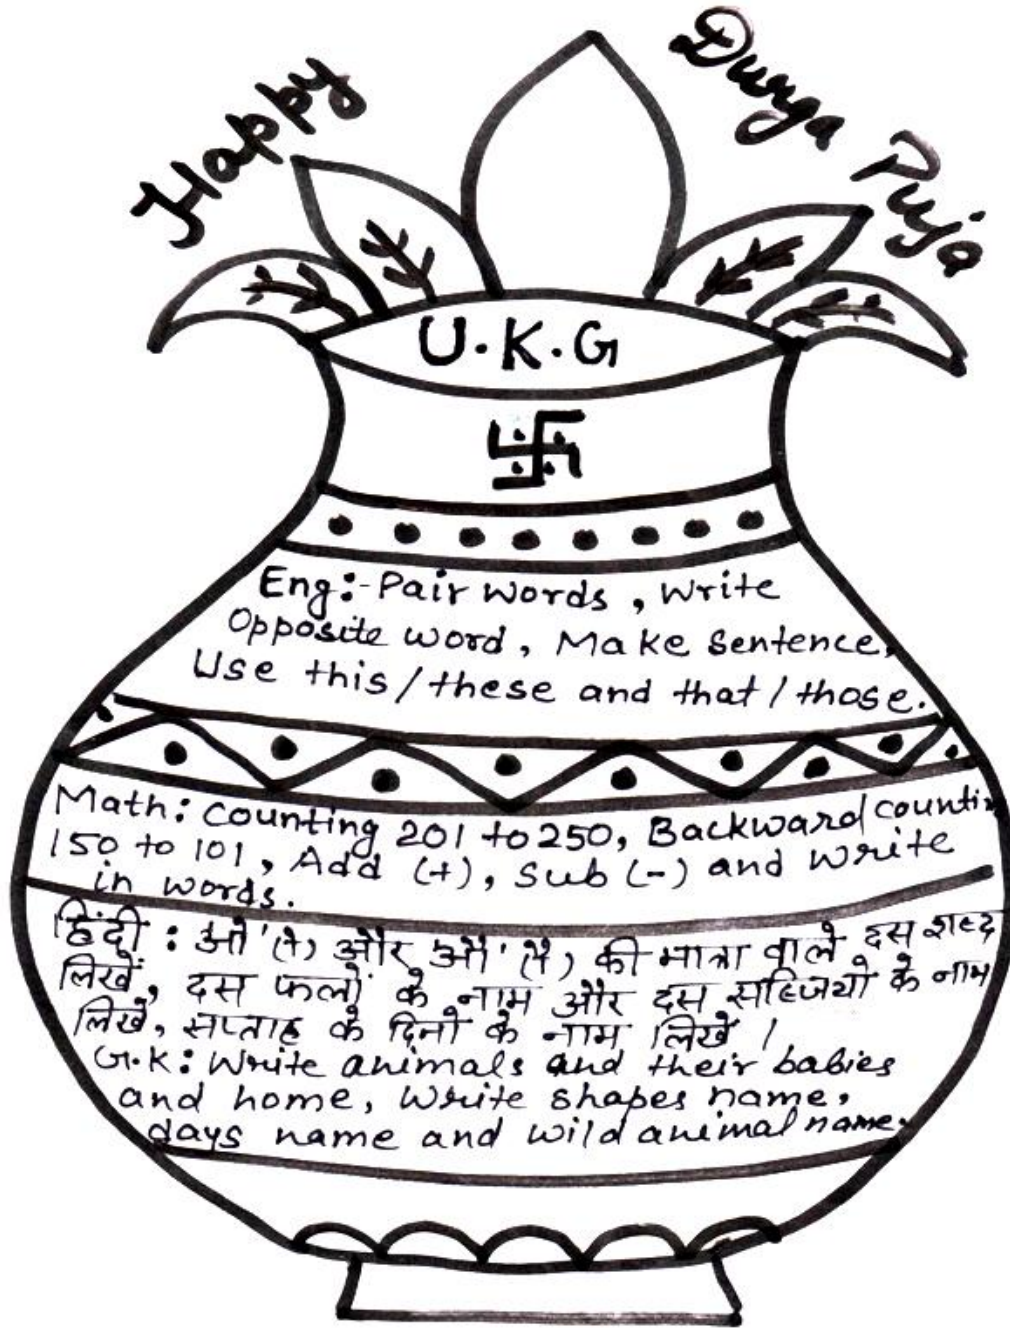 Happy Durga Puja
U.K.G
Eng:- Pair words, write
Opposite word, Make sentence,
Use this/these and that/those.
Math: counting 201 to 250, Backward countin
150 to 101, Add (+), Sub (-) and write
in words.
हिंदी : ओ' (ो) और औ' (ौ) की मात्रा वाले दस शब्द
लिखें, दस फलों के नाम और दस सब्जियों के नाम
लिखें, सप्ताह के दिनों के नाम लिखें।
G.K: Write animals and their babies
and home, write shapes name,
days name and wild animal name.